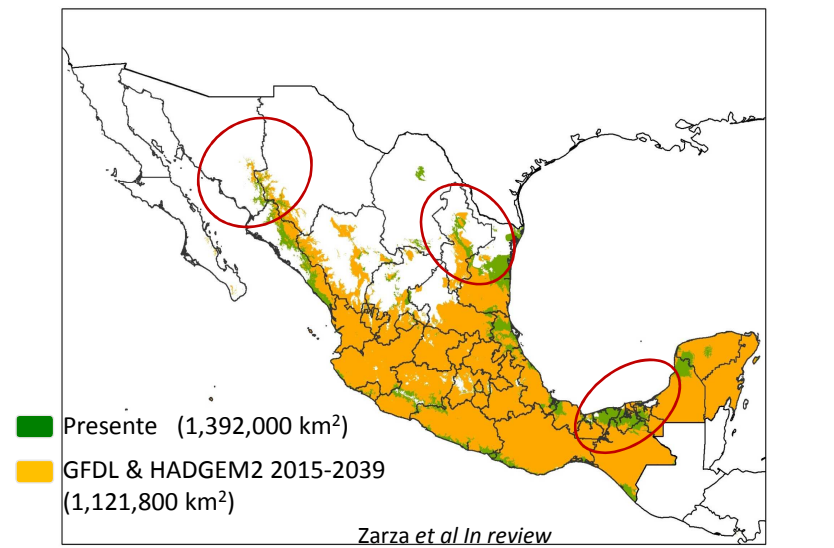 Presente (1,392,000 km²)
GFDL & HADGEM2 2015-2039
(1,121,800 km²)
Zarza et al In review